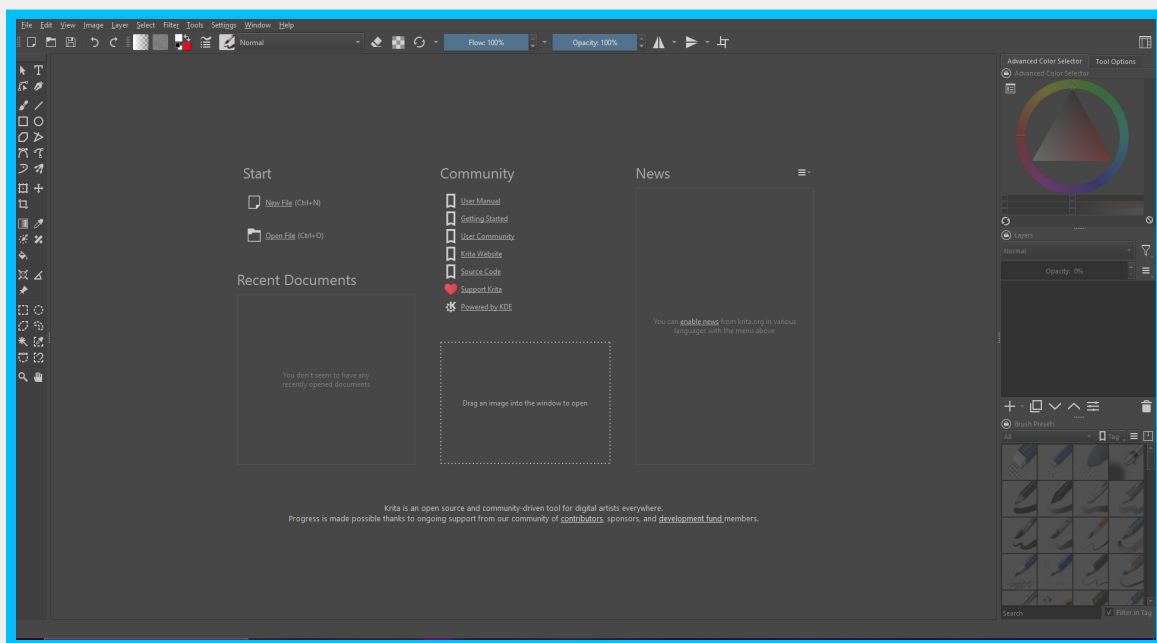 File Edit View Image Layer Select Filter Tools Settings Window Help
Normal
Flow: 100%
Opacity: 100%
Advanced Color Selector Tool Options
Advanced Color Selector
Start
New File (Ctrl+N)
Open File (Ctrl+O)
Recent Documents
You don't seem to have any
recently opened documents
Community
User Manual
Getting Started
User Community
Krita Website
Source Code
Support Krita
Powered by KDE
Drag an image into the window to open
News
You can enable news from krita.org in various
languages with the menu above
Krita is an open source and community-driven tool for digital artists everywhere.
Progress is made possible thanks to ongoing support from our community of contributors, sponsors, and development fund members.
Layers
Normal
Opacity: 0%
Brush Presets
All
Tag
Search
Filter in Tag